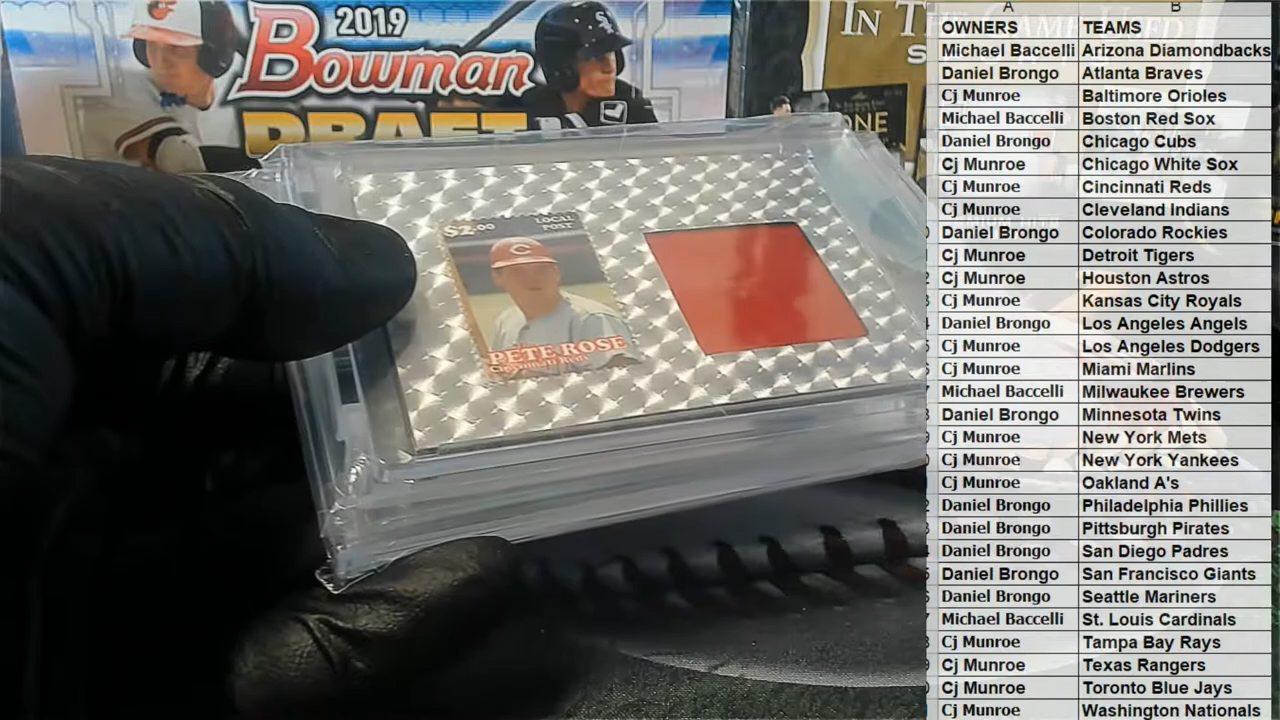 2019
Bowman
DRAFT
IN THE GAME USED
ONE
$2.00
LOCAL
POST
PETE ROSE
Cincinnati Reds
A B
OWNERS TEAMS
Michael Baccelli Arizona Diamondbacks
Daniel Brongo Atlanta Braves
Cj Munroe Baltimore Orioles
Michael Baccelli Boston Red Sox
Daniel Brongo Chicago Cubs
Cj Munroe Chicago White Sox
Cj Munroe Cincinnati Reds
Cj Munroe Cleveland Indians
Daniel Brongo Colorado Rockies
Cj Munroe Detroit Tigers
Cj Munroe Houston Astros
Cj Munroe Kansas City Royals
Daniel Brongo Los Angeles Angels
Cj Munroe Los Angeles Dodgers
Cj Munroe Miami Marlins
Michael Baccelli Milwaukee Brewers
Daniel Brongo Minnesota Twins
Cj Munroe New York Mets
Cj Munroe New York Yankees
Cj Munroe Oakland A's
Daniel Brongo Philadelphia Phillies
Daniel Brongo Pittsburgh Pirates
Daniel Brongo San Diego Padres
Daniel Brongo San Francisco Giants
Daniel Brongo Seattle Mariners
Michael Baccelli St. Louis Cardinals
Cj Munroe Tampa Bay Rays
Cj Munroe Texas Rangers
Cj Munroe Toronto Blue Jays
Cj Munroe Washington Nationals